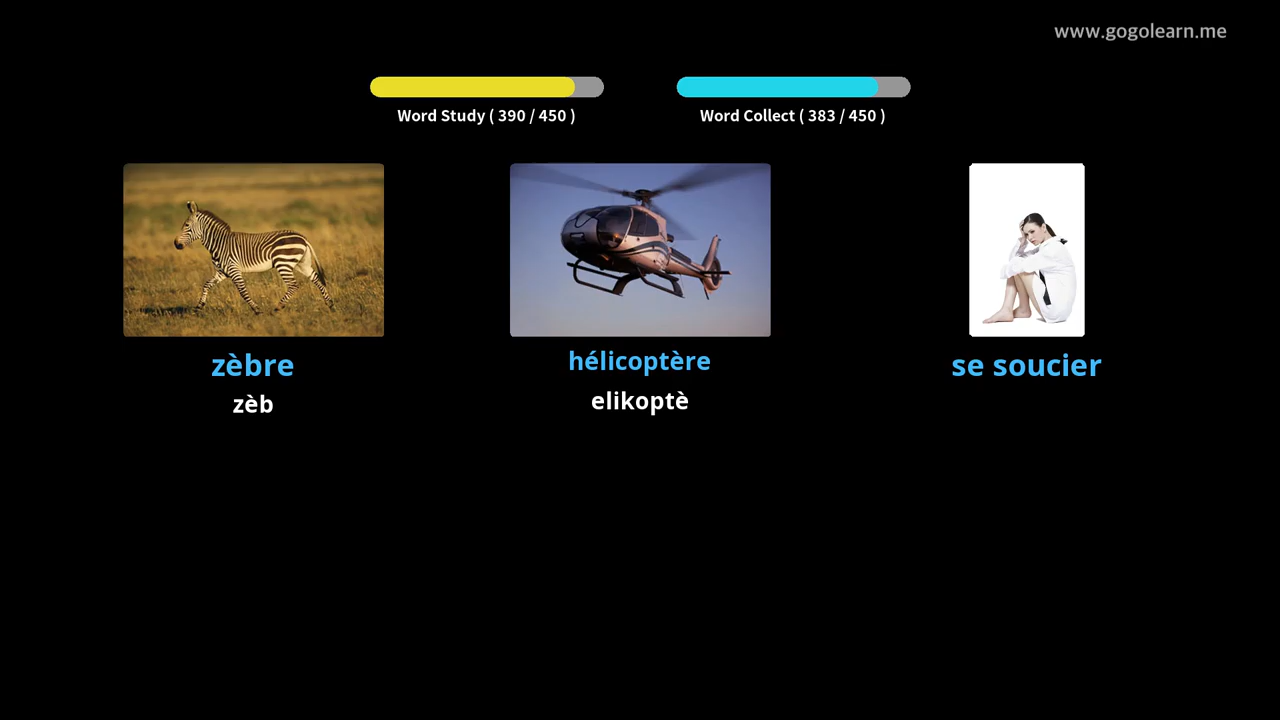 www.gogolearn.me
Word Study ( 390 / 450 )
Word Collect ( 383 / 450 )
zèbre
zèb
hélicoptère
elikoptè
se soucier